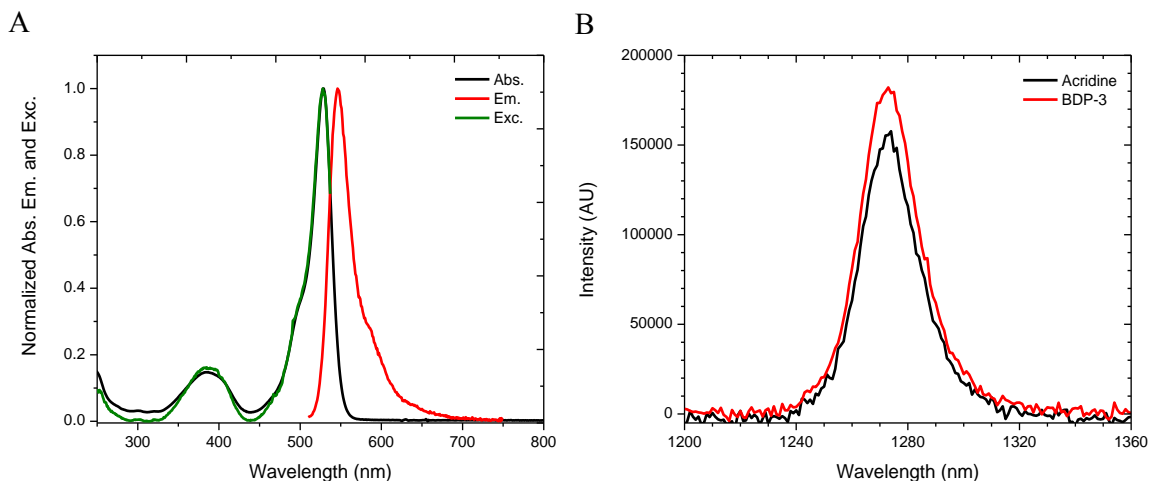 A
Normalized Abs. Em. and Exc.
1.0
0.8
0.6
0.4
0.2
0.0
300 400 500 600 700 800
Wavelength (nm)
Abs.
Em.
Exc.
B
Intensity (AU)
200000
150000
100000
50000
0
1200 1240 1280 1320 1360
Wavelength (nm)
Acridine
BDP-3